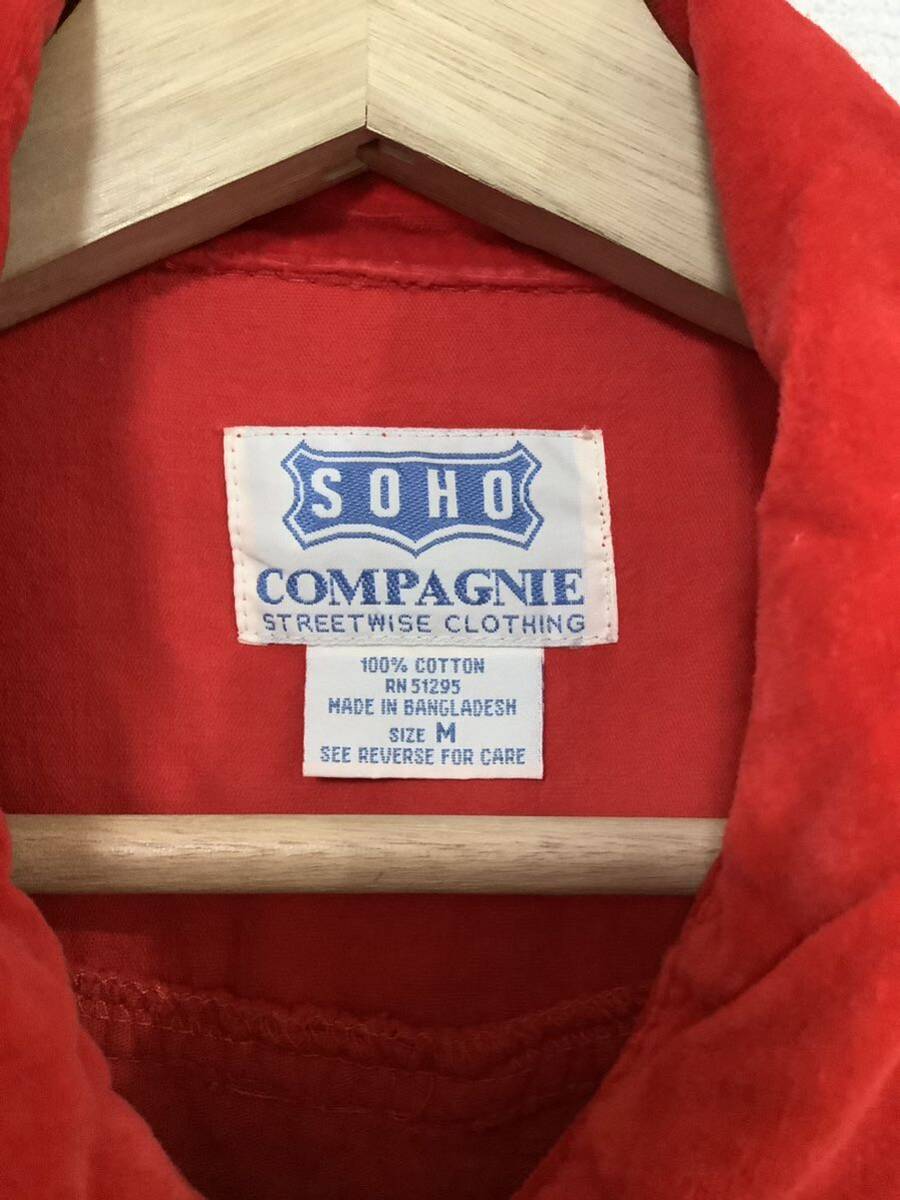 SOHO
COMPAGNIE
STREETWISE CLOTHING
100% COTTON
RN 51295
MADE IN BANGLADESH
SIZE M
SEE REVERSE FOR CARE